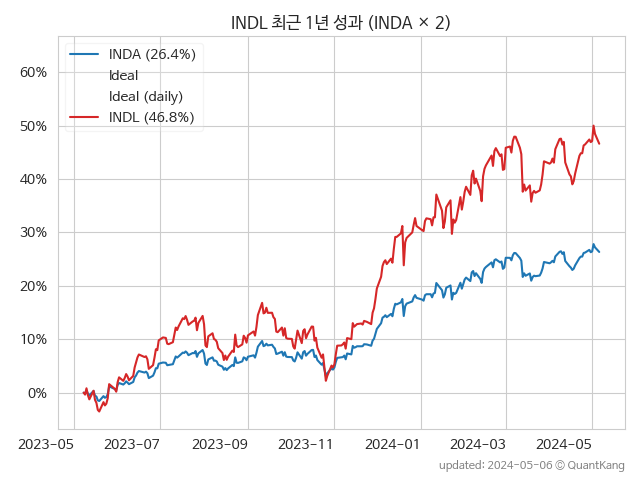 INDL 최근 1년 성과 (INDA × 2)
INDA (26.4%)
Ideal
Ideal (daily)
INDL (46.8%)
60%
50%
40%
30%
20%
10%
0%
2023-05 2023-07 2023-09 2023-11 2024-01 2024-03 2024-05
updated: 2024-05-06 © QuantKang